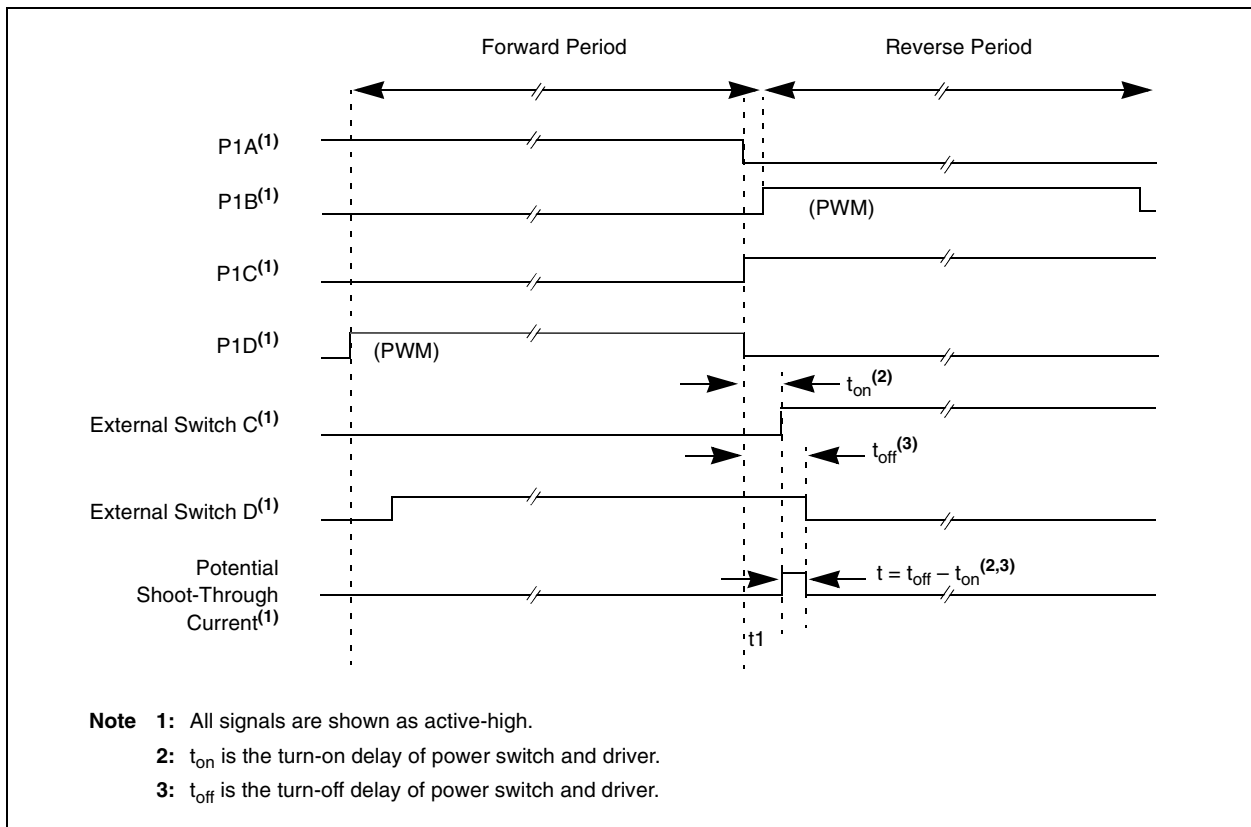 Forward Period
Reverse Period
P1A(1)
P1B(1)
(PWM)
P1C(1)
P1D(1)
(PWM)
ton(2)
External Switch C(1)
toff(3)
External Switch D(1)
Potential
Shoot-Through
Current(1)
t = toff – ton(2,3)
t1
Note 1: All signals are shown as active-high.
2: ton is the turn-on delay of power switch and driver.
3: toff is the turn-off delay of power switch and driver.